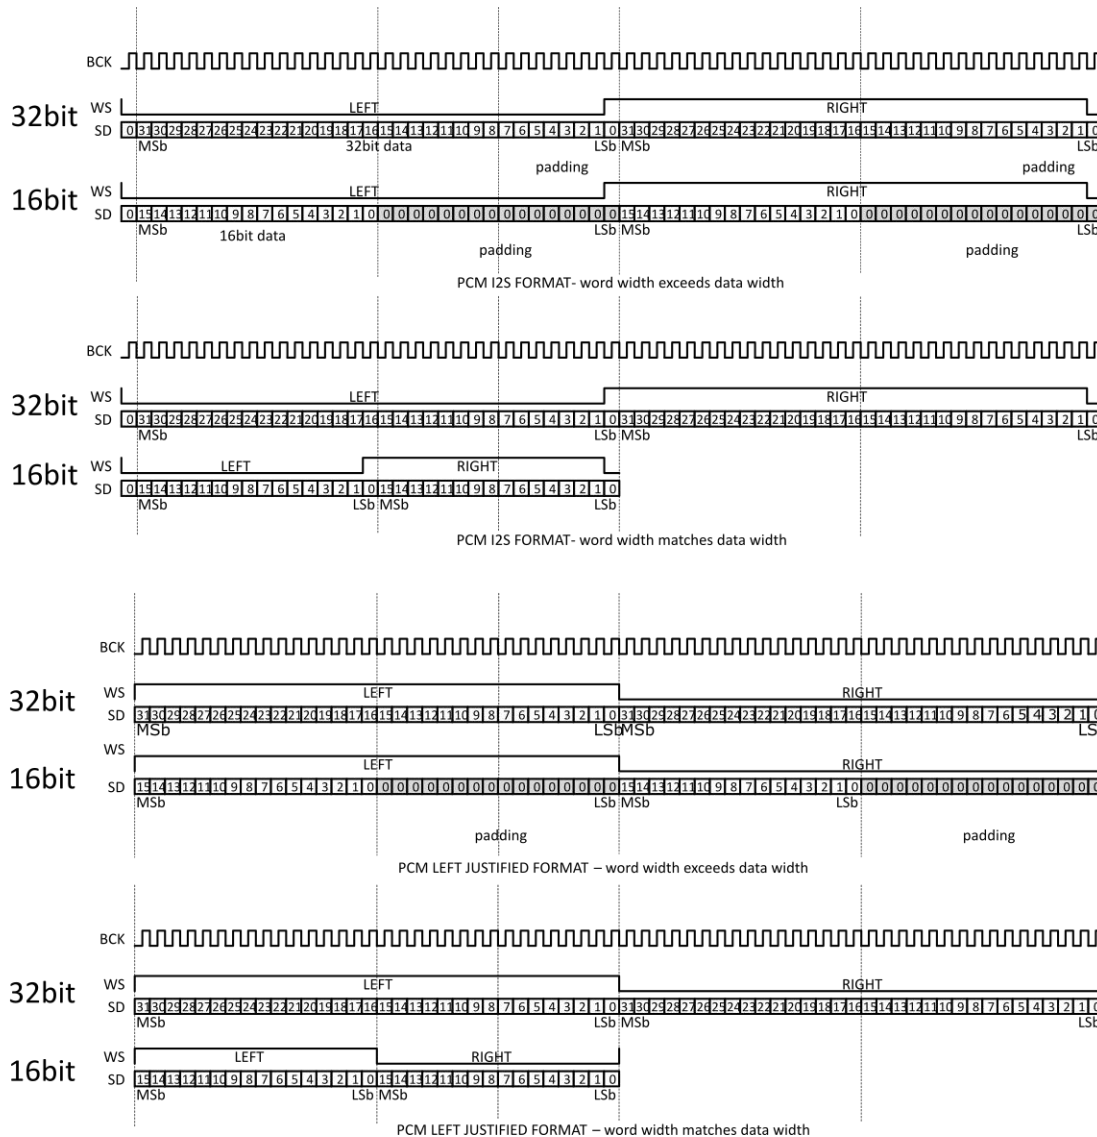 BCK
32bit
WS LEFT RIGHT
SD 0 31 30 29 28 27 26 25 24 23 22 21 20 19 18 17 16 15 14 13 12 11 10 9 8 7 6 5 4 3 2 1 0 31 30 29 28 27 26 25 24 23 22 21 20 19 18 17 16 15 14 13 12 11 10 9 8 7 6 5 4 3 2 1 0
MSb 32bit data LSb MSb LSb
padding padding
16bit
WS LEFT RIGHT
SD 0 15 14 13 12 11 10 9 8 7 6 5 4 3 2 1 0 0 0 0 0 0 0 0 0 0 0 0 0 0 0 0 0 15 14 13 12 11 10 9 8 7 6 5 4 3 2 1 0 0 0 0 0 0 0 0 0 0 0 0 0 0 0 0 0
MSb 16bit data LSb MSb LSb
padding padding
PCM I2S FORMAT- word width exceeds data width
BCK
32bit
WS LEFT RIGHT
SD 0 31 30 29 28 27 26 25 24 23 22 21 20 19 18 17 16 15 14 13 12 11 10 9 8 7 6 5 4 3 2 1 0 31 30 29 28 27 26 25 24 23 22 21 20 19 18 17 16 15 14 13 12 11 10 9 8 7 6 5 4 3 2 1 0
MSb LSb MSb LSb
16bit
WS LEFT RIGHT
SD 0 15 14 13 12 11 10 9 8 7 6 5 4 3 2 1 0 15 14 13 12 11 10 9 8 7 6 5 4 3 2 1 0
MSb LSb MSb LSb
PCM I2S FORMAT- word width matches data width
BCK
32bit
WS LEFT RIGHT
SD 31 30 29 28 27 26 25 24 23 22 21 20 19 18 17 16 15 14 13 12 11 10 9 8 7 6 5 4 3 2 1 0 31 30 29 28 27 26 25 24 23 22 21 20 19 18 17 16 15 14 13 12 11 10 9 8 7 6 5 4 3 2 1 0
MSb LSb MSb LS
16bit
WS LEFT RIGHT
SD 15 14 13 12 11 10 9 8 7 6 5 4 3 2 1 0 0 0 0 0 0 0 0 0 0 0 0 0 0 0 0 0 15 14 13 12 11 10 9 8 7 6 5 4 3 2 1 0 0 0 0 0 0 0 0 0 0 0 0 0 0 0 0 0
MSb LSb MSb LSb
padding padding
PCM LEFT JUSTIFIED FORMAT – word width exceeds data width
BCK
32bit
WS LEFT RIGHT
SD 31 30 29 28 27 26 25 24 23 22 21 20 19 18 17 16 15 14 13 12 11 10 9 8 7 6 5 4 3 2 1 0 31 30 29 28 27 26 25 24 23 22 21 20 19 18 17 16 15 14 13 12 11 10 9 8 7 6 5 4 3 2 1 0
MSb LSb MSb LSb
16bit
WS LEFT RIGHT
SD 15 14 13 12 11 10 9 8 7 6 5 4 3 2 1 0 15 14 13 12 11 10 9 8 7 6 5 4 3 2 1 0
MSb LSb MSb LSb
PCM LEFT JUSTIFIED FORMAT – word width matches data width